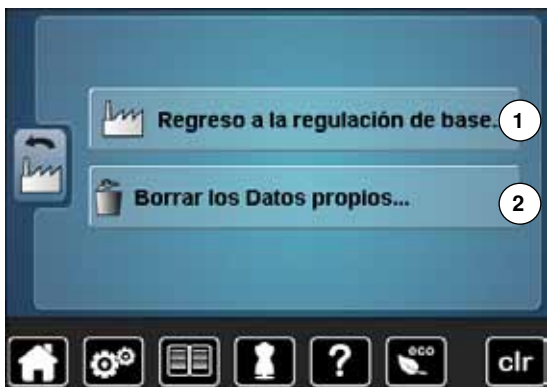 Regreso a la regulación de base...
1
Borrar los Datos propios...
2
?
eco
clr